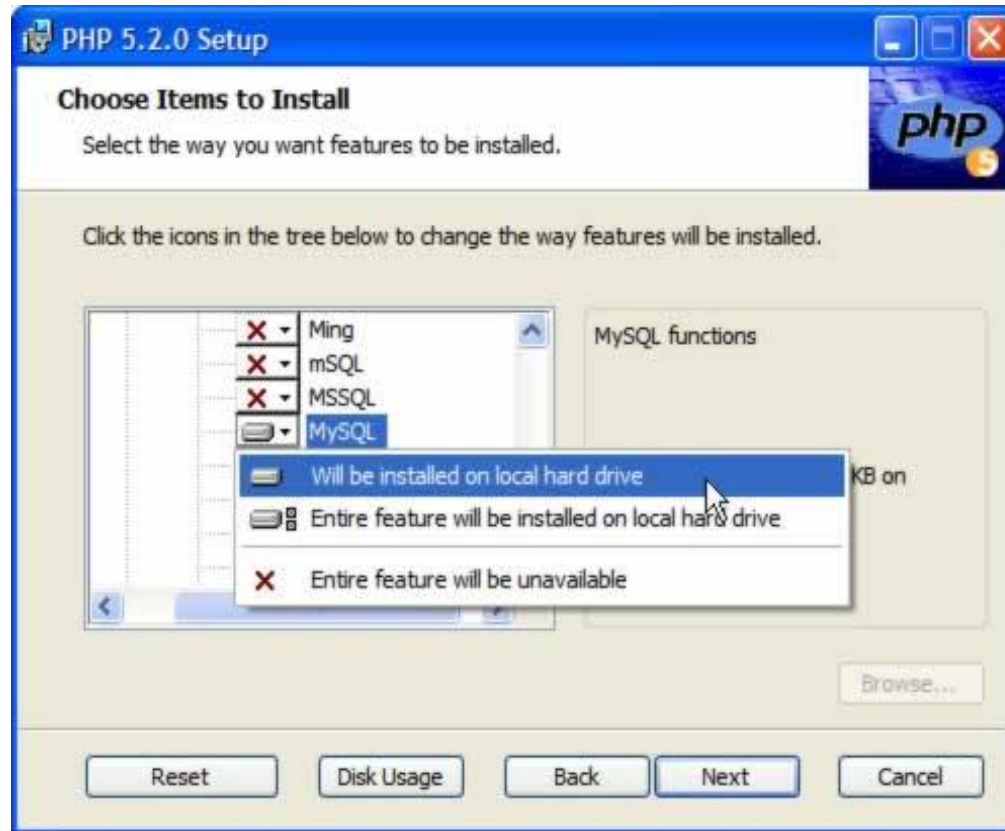 PHP 5.2.0 Setup
Choose Items to Install
Select the way you want features to be installed.
php
5
Click the icons in the tree below to change the way features will be installed.
Ming
mSQL
MSSQL
MySQL
MySQL functions
Will be installed on local hard drive
KB on
Entire feature will be installed on local hard drive
Entire feature will be unavailable
Browse...
Reset
Disk Usage
Back
Next
Cancel